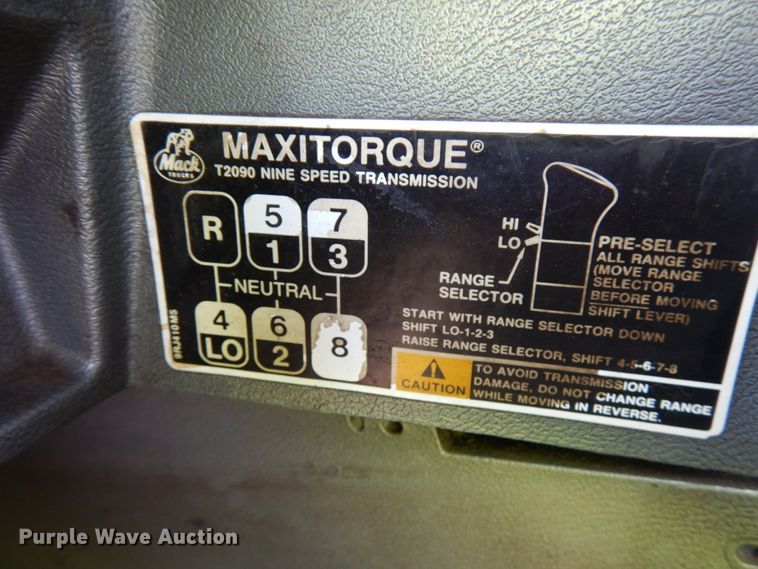 Mack
TRUCKS
MAXITORQUE®
T2090 NINE SPEED TRANSMISSION
R
5
1
7
3
NEUTRAL
4
LO
6
2
8
9RJ410M5
HI
LO
RANGE
SELECTOR
PRE-SELECT
ALL RANGE SHIFTS
(MOVE RANGE
SELECTOR
BEFORE MOVING
SHIFT LEVER)
START WITH RANGE SELECTOR DOWN
SHIFT LO-1-2-3
RAISE RANGE SELECTOR, SHIFT 4-5-6-7-8
CAUTION
TO AVOID TRANSMISSION
DAMAGE, DO NOT CHANGE RANGE
WHILE MOVING IN REVERSE.
Purple Wave Auction